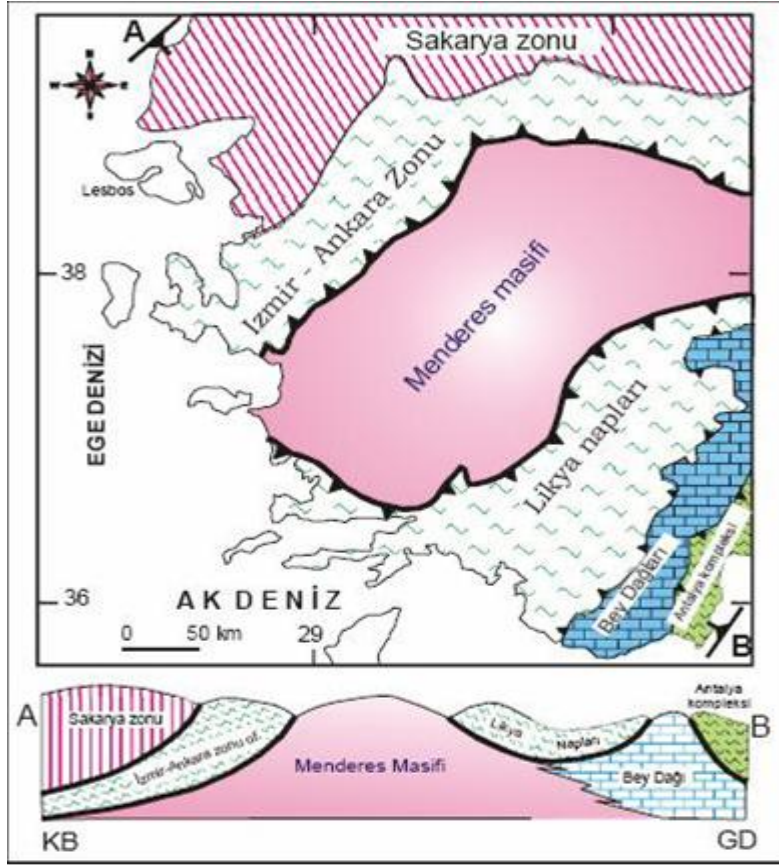 A
Sakarya zonu
Lesbos
İzmir - Ankara Zonu
38
Menderes masifi
EGE DENİZİ
Likya napları
Bey Dağları
Antalya kompleksi
36
AK DENİZ
0 50 km
29
B
A
Sakarya zonu
İzmir-Ankara zonu of.
Menderes Masifi
Likya
Napları
Bey Dağı
Antalya
kompleksi
B
KB
GD